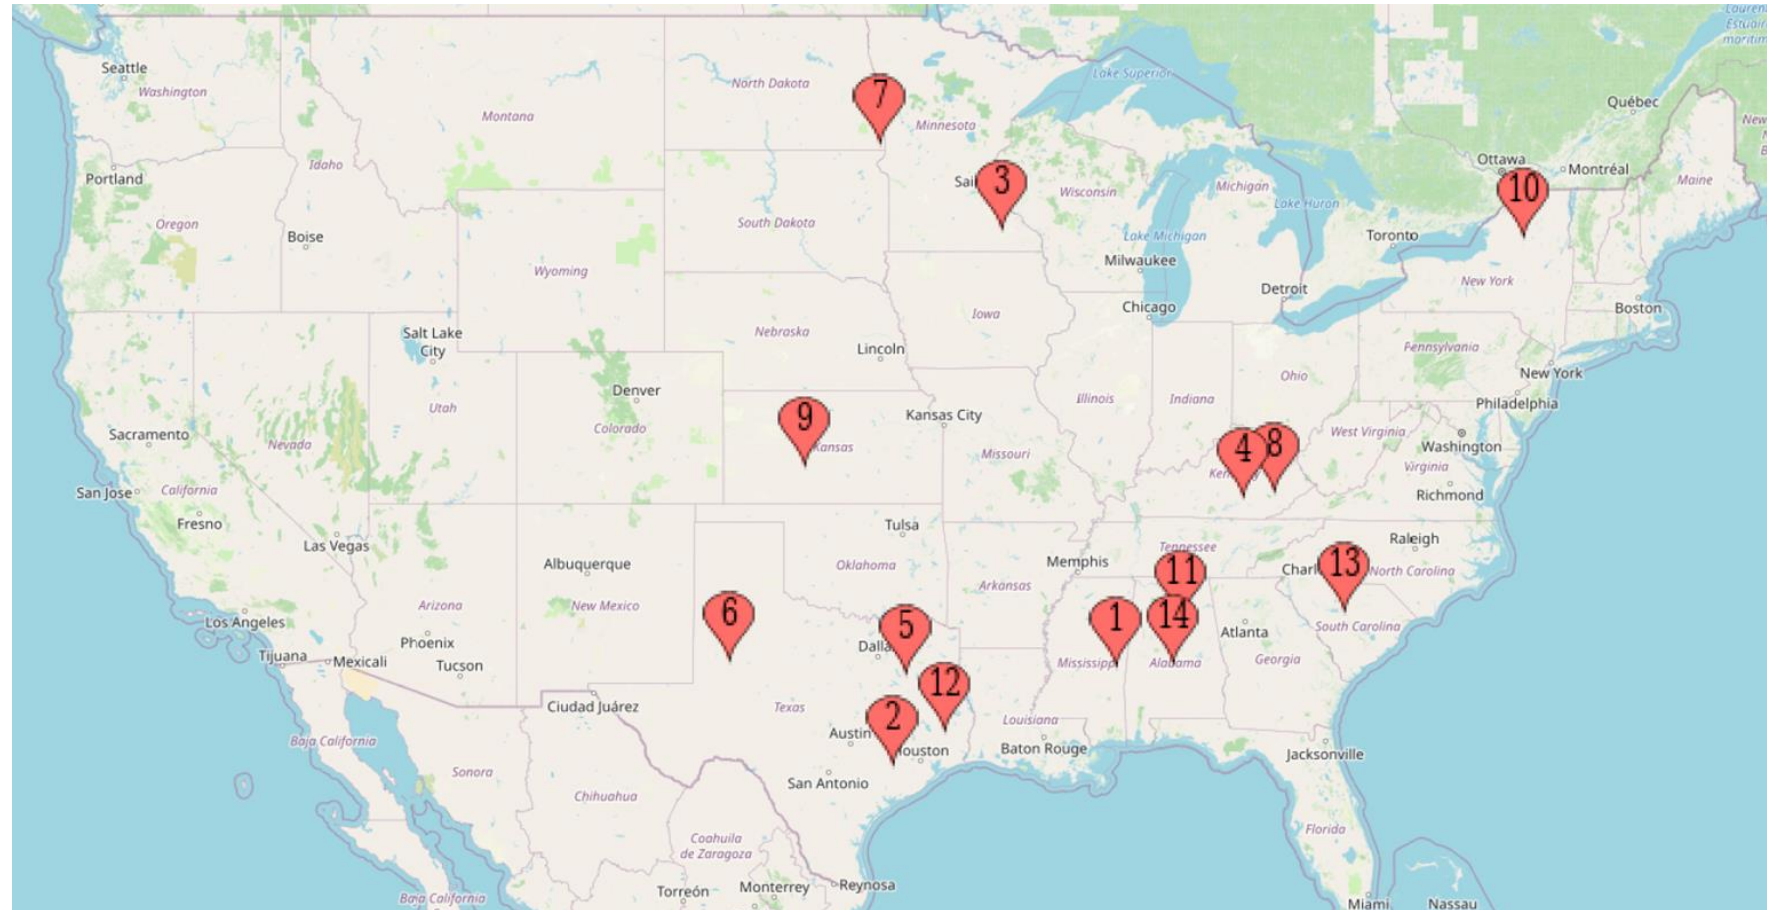 Seattle
Washington
Montana
North Dakota
7
Minnesota
Lake Superior
Québec
Portland
Idaho
Oregon
Boise
Wyoming
South Dakota
3
Wisconsin
Michigan
Lake Huron
Lake Michigan
Milwaukee
Toronto
Ottawa
Montréal
Maine
10
New York
Detroit
Boston
Chicago
Iowa
Nebraska
Lincoln
Salt Lake
City
Denver
Utah
Colorado
Nevada
Sacramento
San Jose
California
Fresno
Las Vegas
9
Kansas
Kansas City
Missouri
Illinois
Indiana
Ohio
Pennsylvania
New York
Philadelphia
West Virginia
Washington
Virginia
Richmond
4
8
Tulsa
Oklahoma
Albuquerque
New Mexico
Arizona
Phoenix
Tucson
Los Angeles
Tijuana
Mexicali
Memphis
Tennessee
Arkansas
Raleigh
North Carolina
13
South Carolina
11
14
1
Mississippi
Alabama
Atlanta
Georgia
6
5
12
2
Texas
Austin
San Antonio
Louisiana
Baton Rouge
Jacksonville
Florida
Miami
Nassau
Ciudad Juárez
Baja California
Sonora
Chihuahua
Coahuila
de Zaragoza
Torreón
Monterrey
Reynosa
Baja California